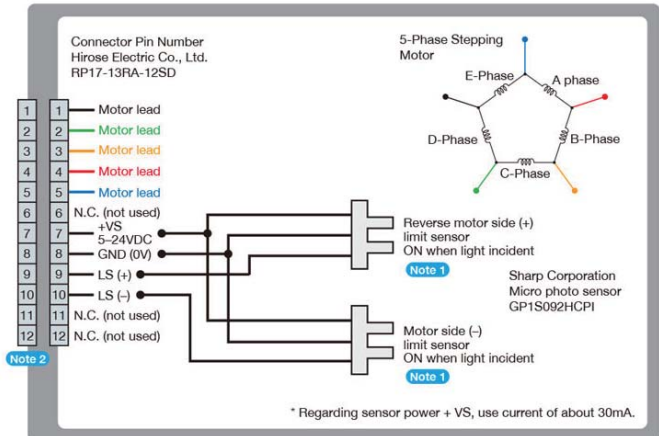 Connector Pin Number
Hirose Electric Co., Ltd.
RP17-13RA-12SD
5-Phase Stepping
Motor
E-Phase
A phase
D-Phase
B-Phase
C-Phase
1 1 Motor lead
2 2 Motor lead
3 3 Motor lead
4 4 Motor lead
5 5 Motor lead
6 6 N.C. (not used)
7 7 +VS
5–24VDC
8 8 GND (0V)
9 9 LS (+)
10 10 LS (–)
11 11 N.C. (not used)
12 12 N.C. (not used)
Note 2
Reverse motor side (+)
limit sensor
ON when light incident
Note 1
Sharp Corporation
Micro photo sensor
GP1S092HCPI
Motor side (–)
limit sensor
ON when light incident
Note 1
* Regarding sensor power + VS, use current of about 30mA.